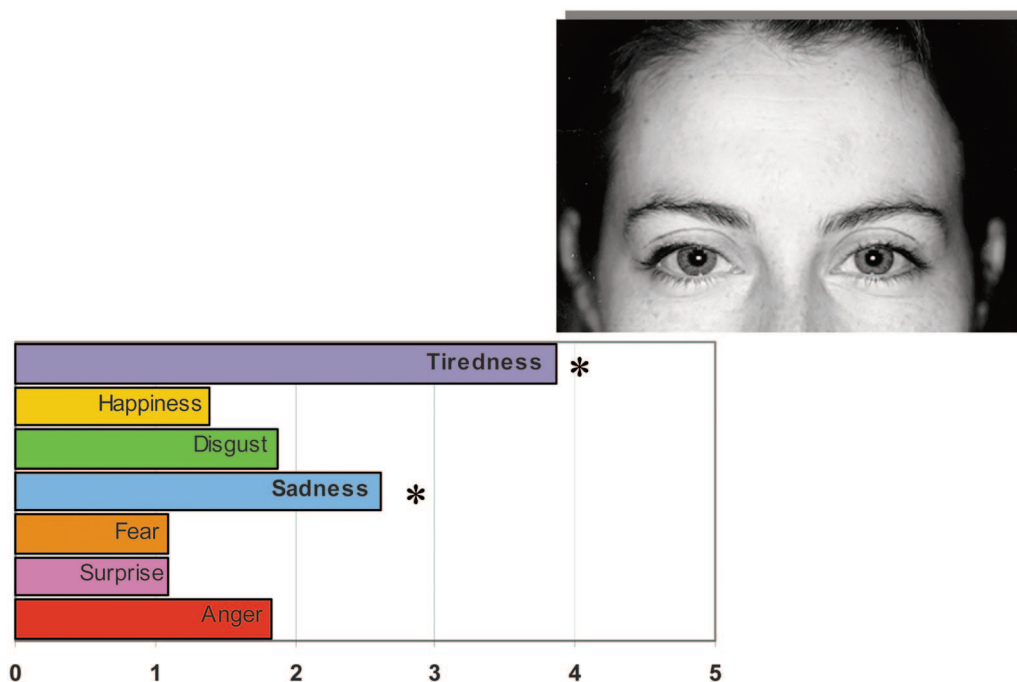 Tiredness *
Happiness
Disgust
Sadness *
Fear
Surprise
Anger
0 1 2 3 4 5